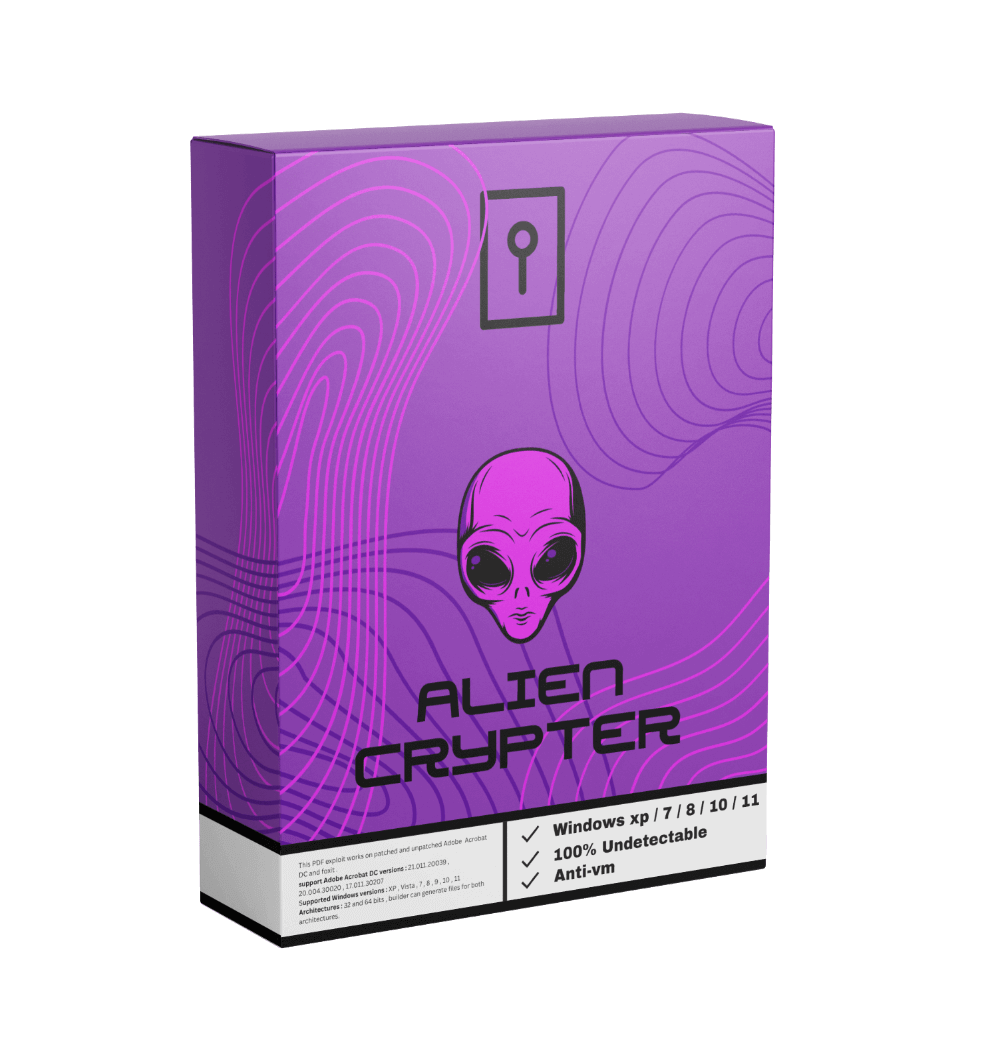 ALIEN
CRYPTER
This PDF exploit works on patched and unpatched Adobe Acrobat
DC and foxit .
support Adobe Acrobat DC versions : 21.011.20039 ,
20.004.30020 , 17.011.30207
Supported Windows versions : XP , Vista , 7 , 8 , 9 , 10 , 11
Architectures : 32 and 64 bits , builder can generate files for both
architectures.
Windows xp / 7 / 8 / 10 / 11
100% Undetectable
Anti-vm